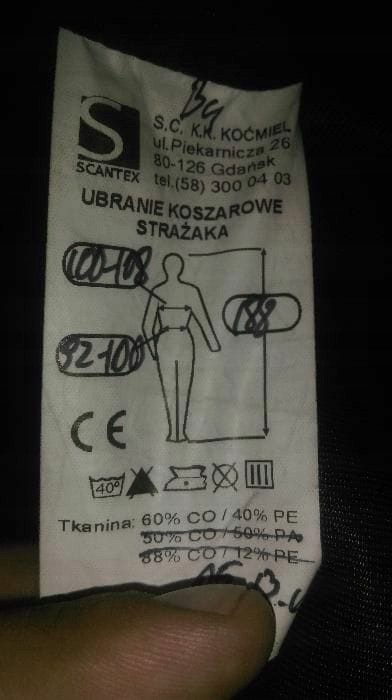 Bg
S.C. K.K. KOĆMIEL
ul.Piekarnicza 26
80-126 Gdańsk
tel.(58) 300 04 03
S
SCANTEX
UBRANIE KOSZAROWE
STRAŻAKA
100-108
188
92-100
CE
40°
Tkanina: 60% CO / 40% PE
50% CO / 50% PA
88% CO / 12% PE